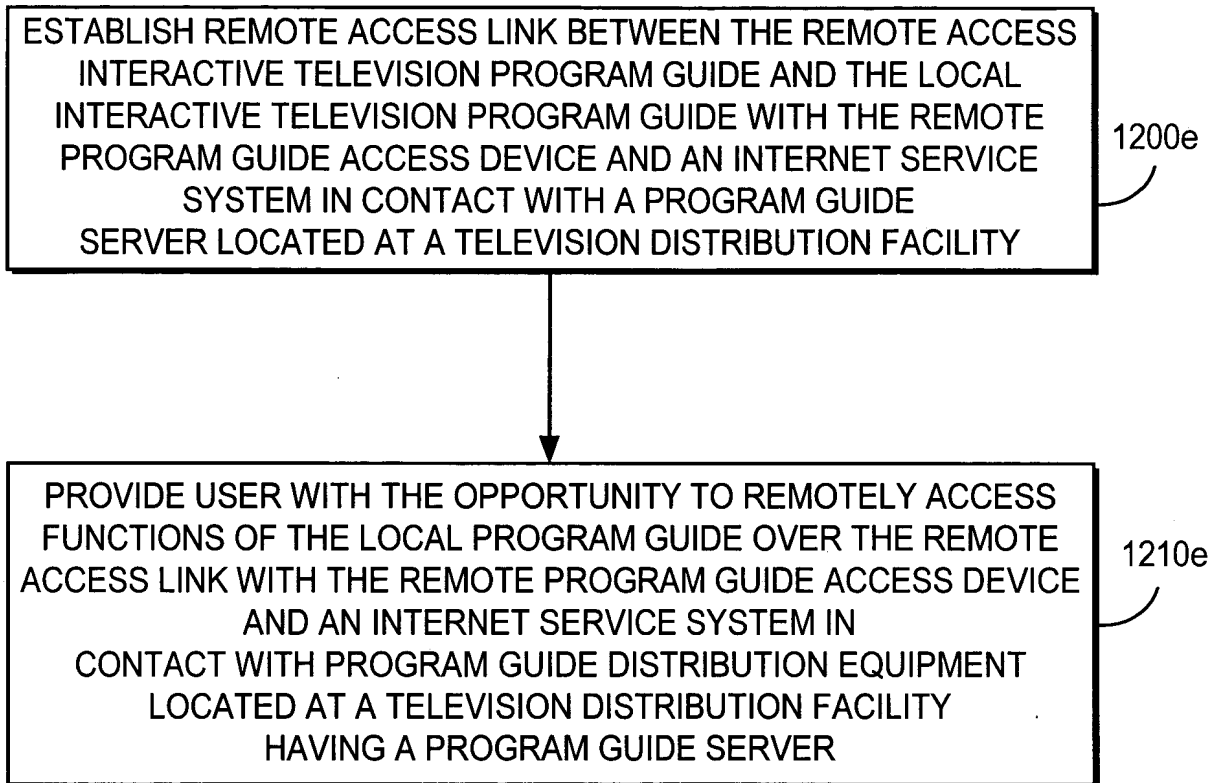 ESTABLISH REMOTE ACCESS LINK BETWEEN THE REMOTE ACCESS
INTERACTIVE TELEVISION PROGRAM GUIDE AND THE LOCAL
INTERACTIVE TELEVISION PROGRAM GUIDE WITH THE REMOTE
PROGRAM GUIDE ACCESS DEVICE AND AN INTERNET SERVICE
SYSTEM IN CONTACT WITH A PROGRAM GUIDE
SERVER LOCATED AT A TELEVISION DISTRIBUTION FACILITY
1200e
PROVIDE USER WITH THE OPPORTUNITY TO REMOTELY ACCESS
FUNCTIONS OF THE LOCAL PROGRAM GUIDE OVER THE REMOTE
ACCESS LINK WITH THE REMOTE PROGRAM GUIDE ACCESS DEVICE
AND AN INTERNET SERVICE SYSTEM IN
CONTACT WITH PROGRAM GUIDE DISTRIBUTION EQUIPMENT
LOCATED AT A TELEVISION DISTRIBUTION FACILITY
HAVING A PROGRAM GUIDE SERVER
1210e